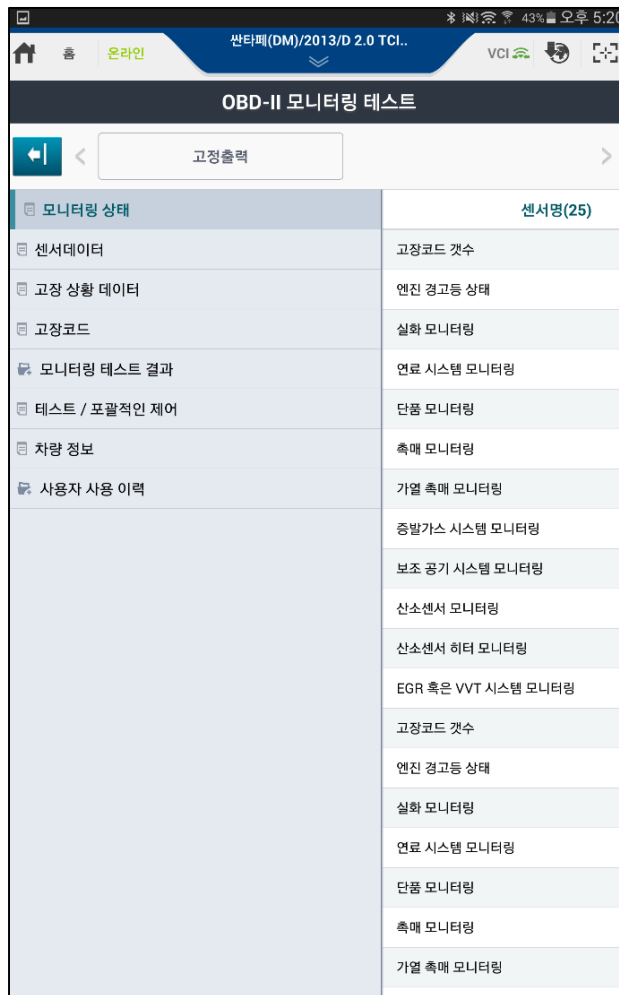 43% 오후 5:20
홈 온라인 싼타페(DM)/2013/D 2.0 TCI.. VCI
OBD-II 모니터링 테스트
고정출력
모니터링 상태
센서데이터
고장 상황 데이터
고장코드
모니터링 테스트 결과
테스트 / 포괄적인 제어
차량 정보
사용자 사용 이력
센서명(25)
고장코드 갯수
엔진 경고등 상태
실화 모니터링
연료 시스템 모니터링
단품 모니터링
촉매 모니터링
가열 촉매 모니터링
증발가스 시스템 모니터링
보조 공기 시스템 모니터링
산소센서 모니터링
산소센서 히터 모니터링
EGR 혹은 VVT 시스템 모니터링
고장코드 갯수
엔진 경고등 상태
실화 모니터링
연료 시스템 모니터링
단품 모니터링
촉매 모니터링
가열 촉매 모니터링